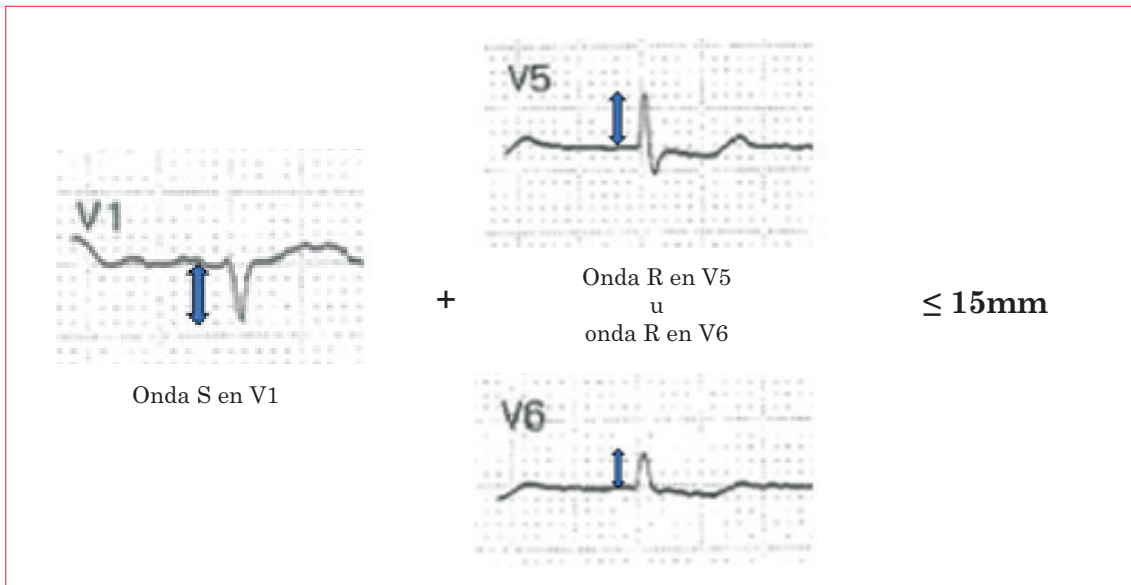 V1
Onda S en V1
+
V5
Onda R en V5
u
onda R en V6
V6
≤ 15mm